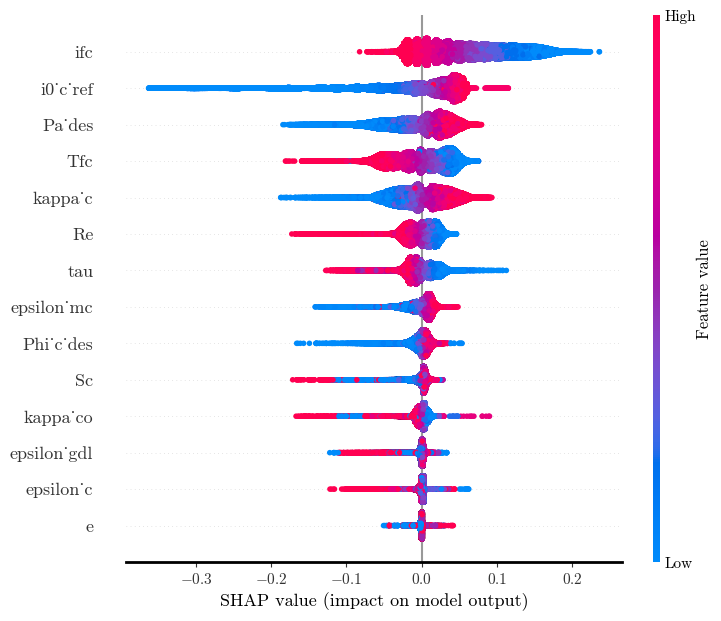 High
ifc
i0˙c˙ref
Pa˙des
Tfc
kappa˙c
Re
tau
epsilon˙mc
Phi˙c˙des
Sc
kappa˙co
epsilon˙gdl
epsilon˙c
e
Feature value
Low
−0.3 −0.2 −0.1 0.0 0.1 0.2
SHAP value (impact on model output)